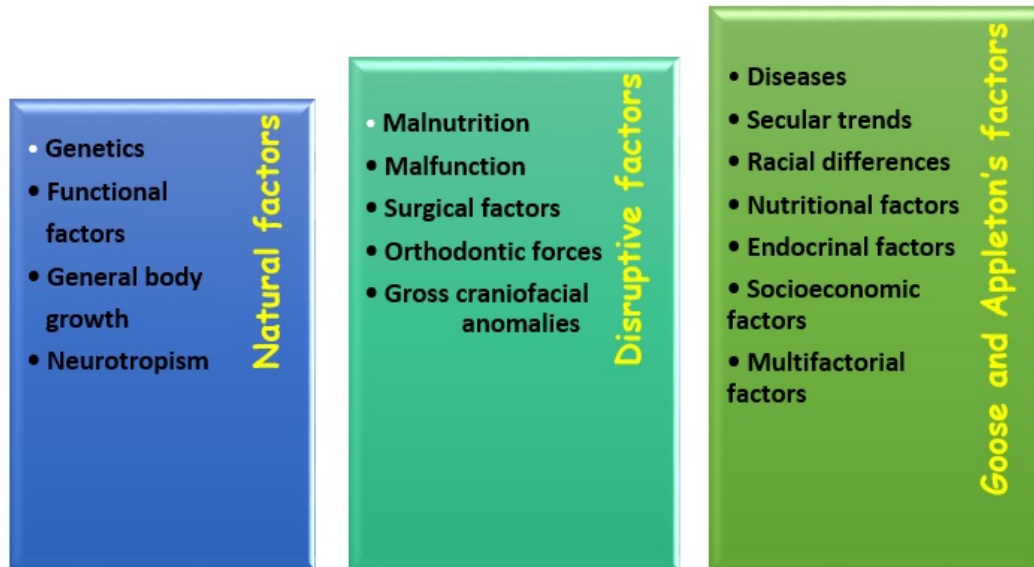 • Genetics
• Functional
factors
• General body
growth
• Neurotropism
Natural factors
• Malnutrition
• Malfunction
• Surgical factors
• Orthodontic forces
• Gross craniofacial
anomalies
Disruptive factors
• Diseases
• Secular trends
• Racial differences
• Nutritional factors
• Endocrinal factors
• Socioeconomic
factors
• Multifactorial
factors
Goose and Appleton's factors